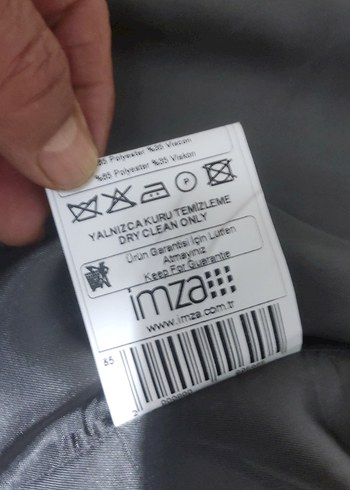 %65 Polyester %35 Viskon
%65 Polyester %35 Viskon
P
YALNIZCA KURU TEMİZLEME
DRY CLEAN ONLY
Ürün Garantisi İçin Lütfen
Atmayınız
Keep For Guarantie
imza
www.imza.com.tr
65